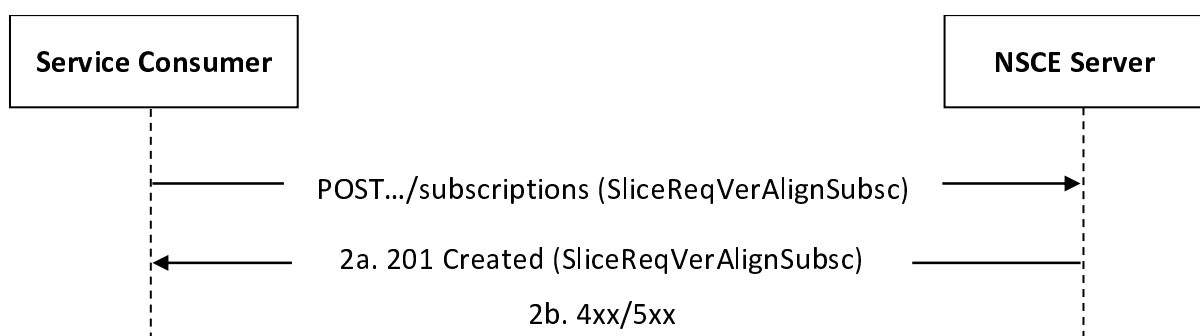 Service Consumer
NSCE Server
POST…/subscriptions (SliceReqVerAlignSubsc)
2a. 201 Created (SliceReqVerAlignSubsc)
2b. 4xx/5xx